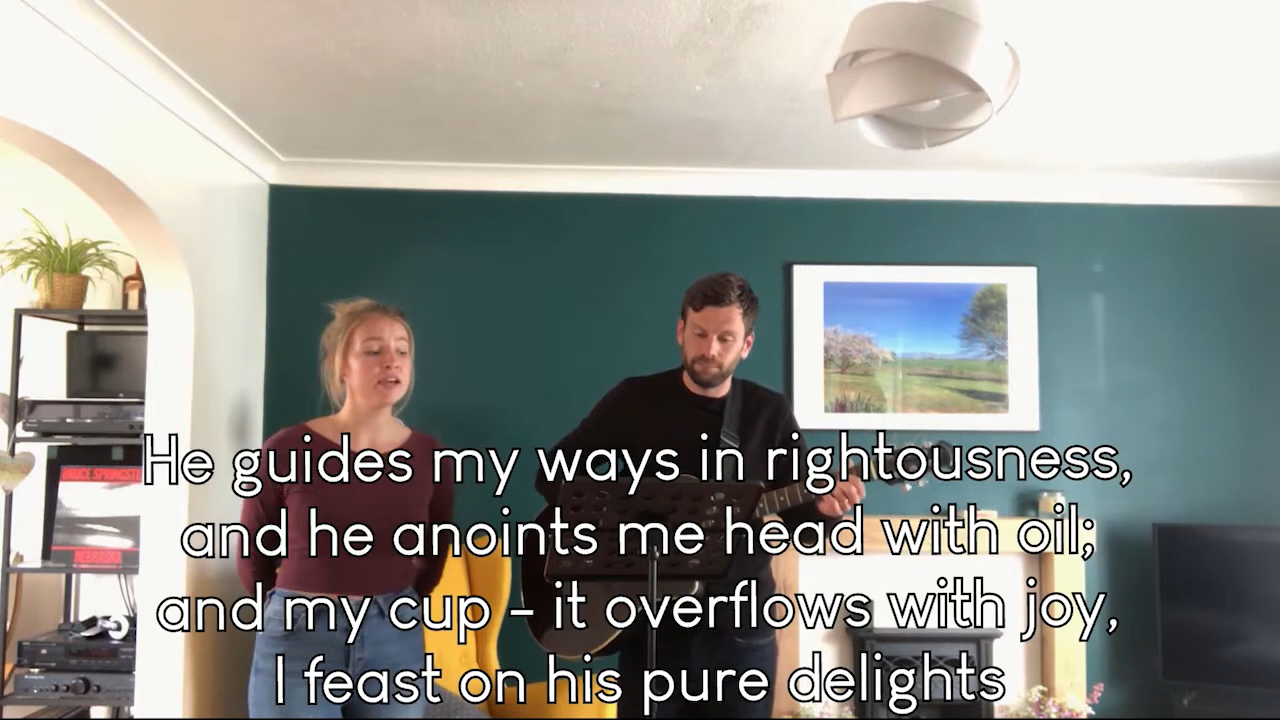 BRUCE SPRINGSTE
NEBRASKA
He guides my ways in rightousness,
and he anoints me head with oil;
and my cup - it overflows with joy,
I feast on his pure delights